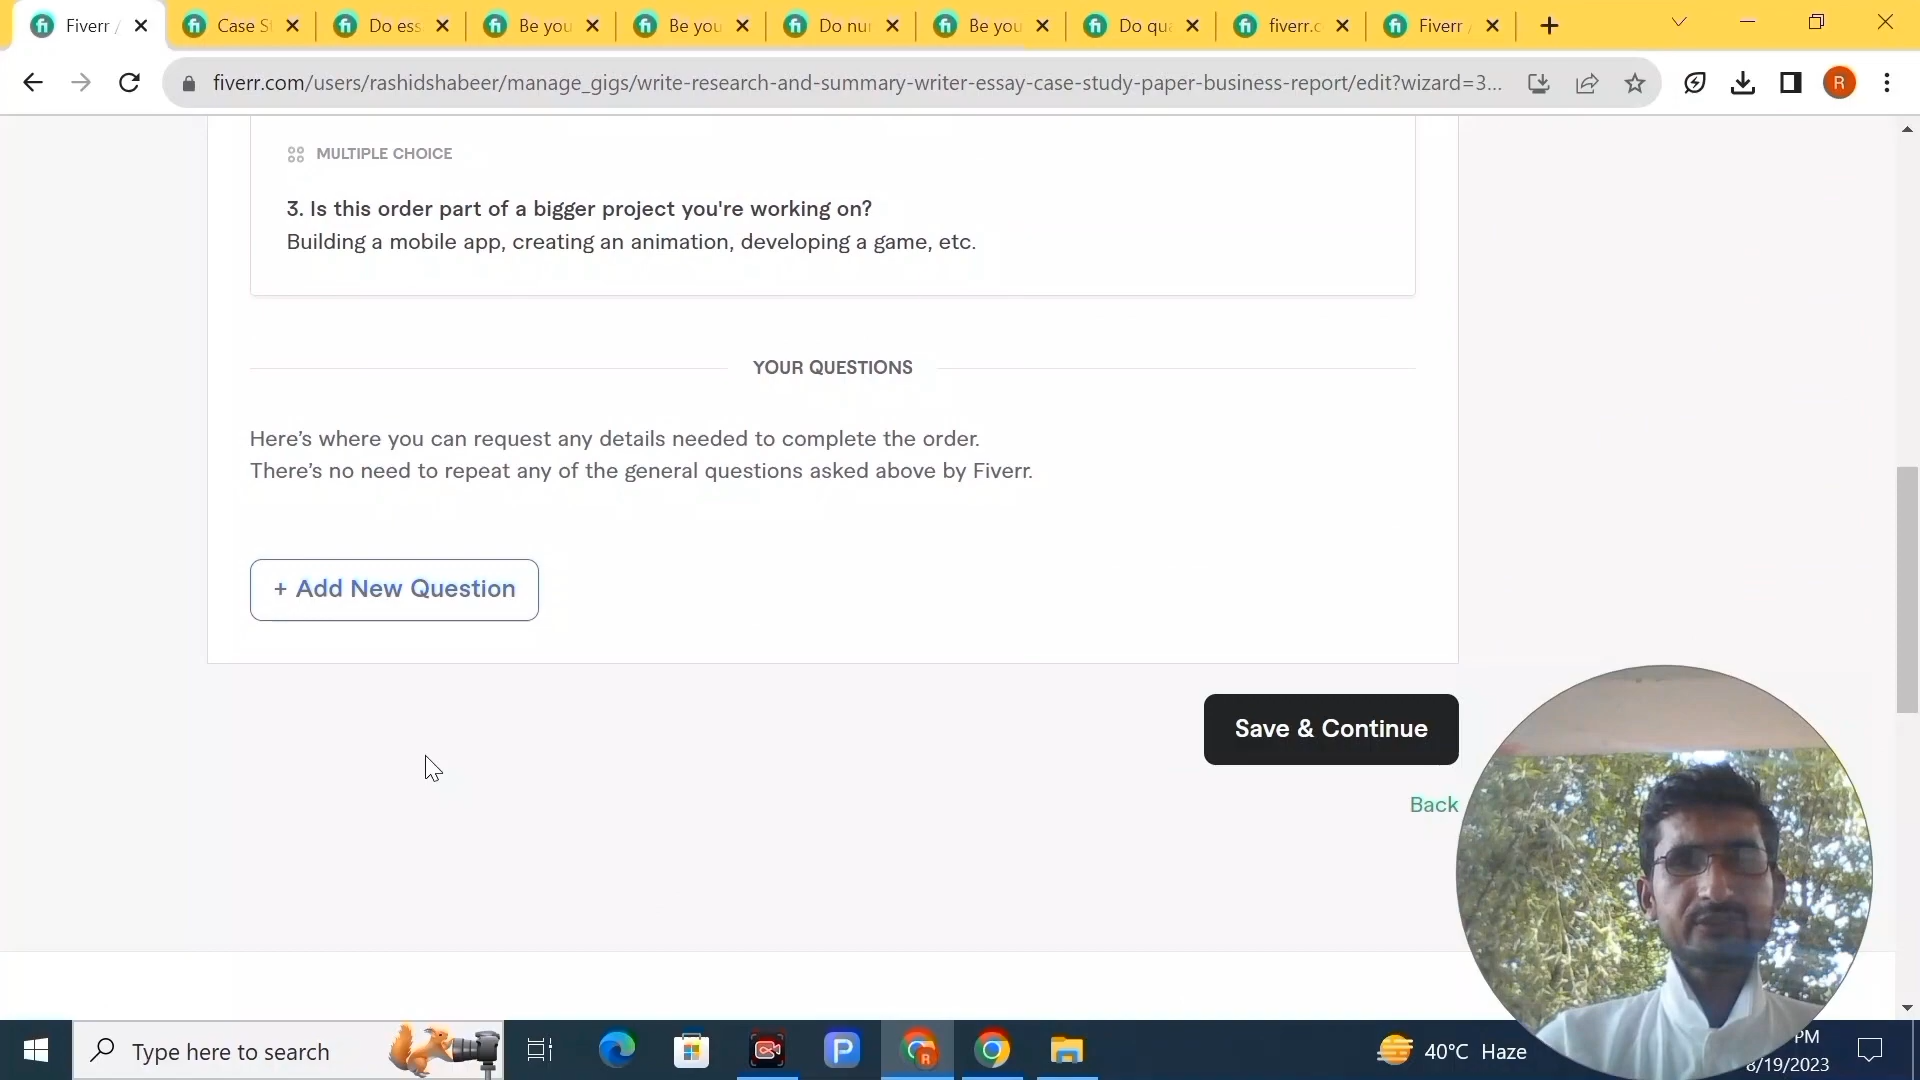 Fiverr /
Case S
Do ess
Be you
Be you
Do nu
Be you
Do qua
fiverr.c
Fiverr /
fiverr.com/users/rashidshabeer/manage_gigs/write-research-and-summary-writer-essay-case-study-paper-business-report/edit?wizard=3...
R
MULTIPLE CHOICE
3. Is this order part of a bigger project you're working on?
Building a mobile app, creating an animation, developing a game, etc.
YOUR QUESTIONS
Here's where you can request any details needed to complete the order.
There's no need to repeat any of the general questions asked above by Fiverr.
+ Add New Question
Save & Continue
Back
Type here to search
40°C Haze
PM
8/19/2023